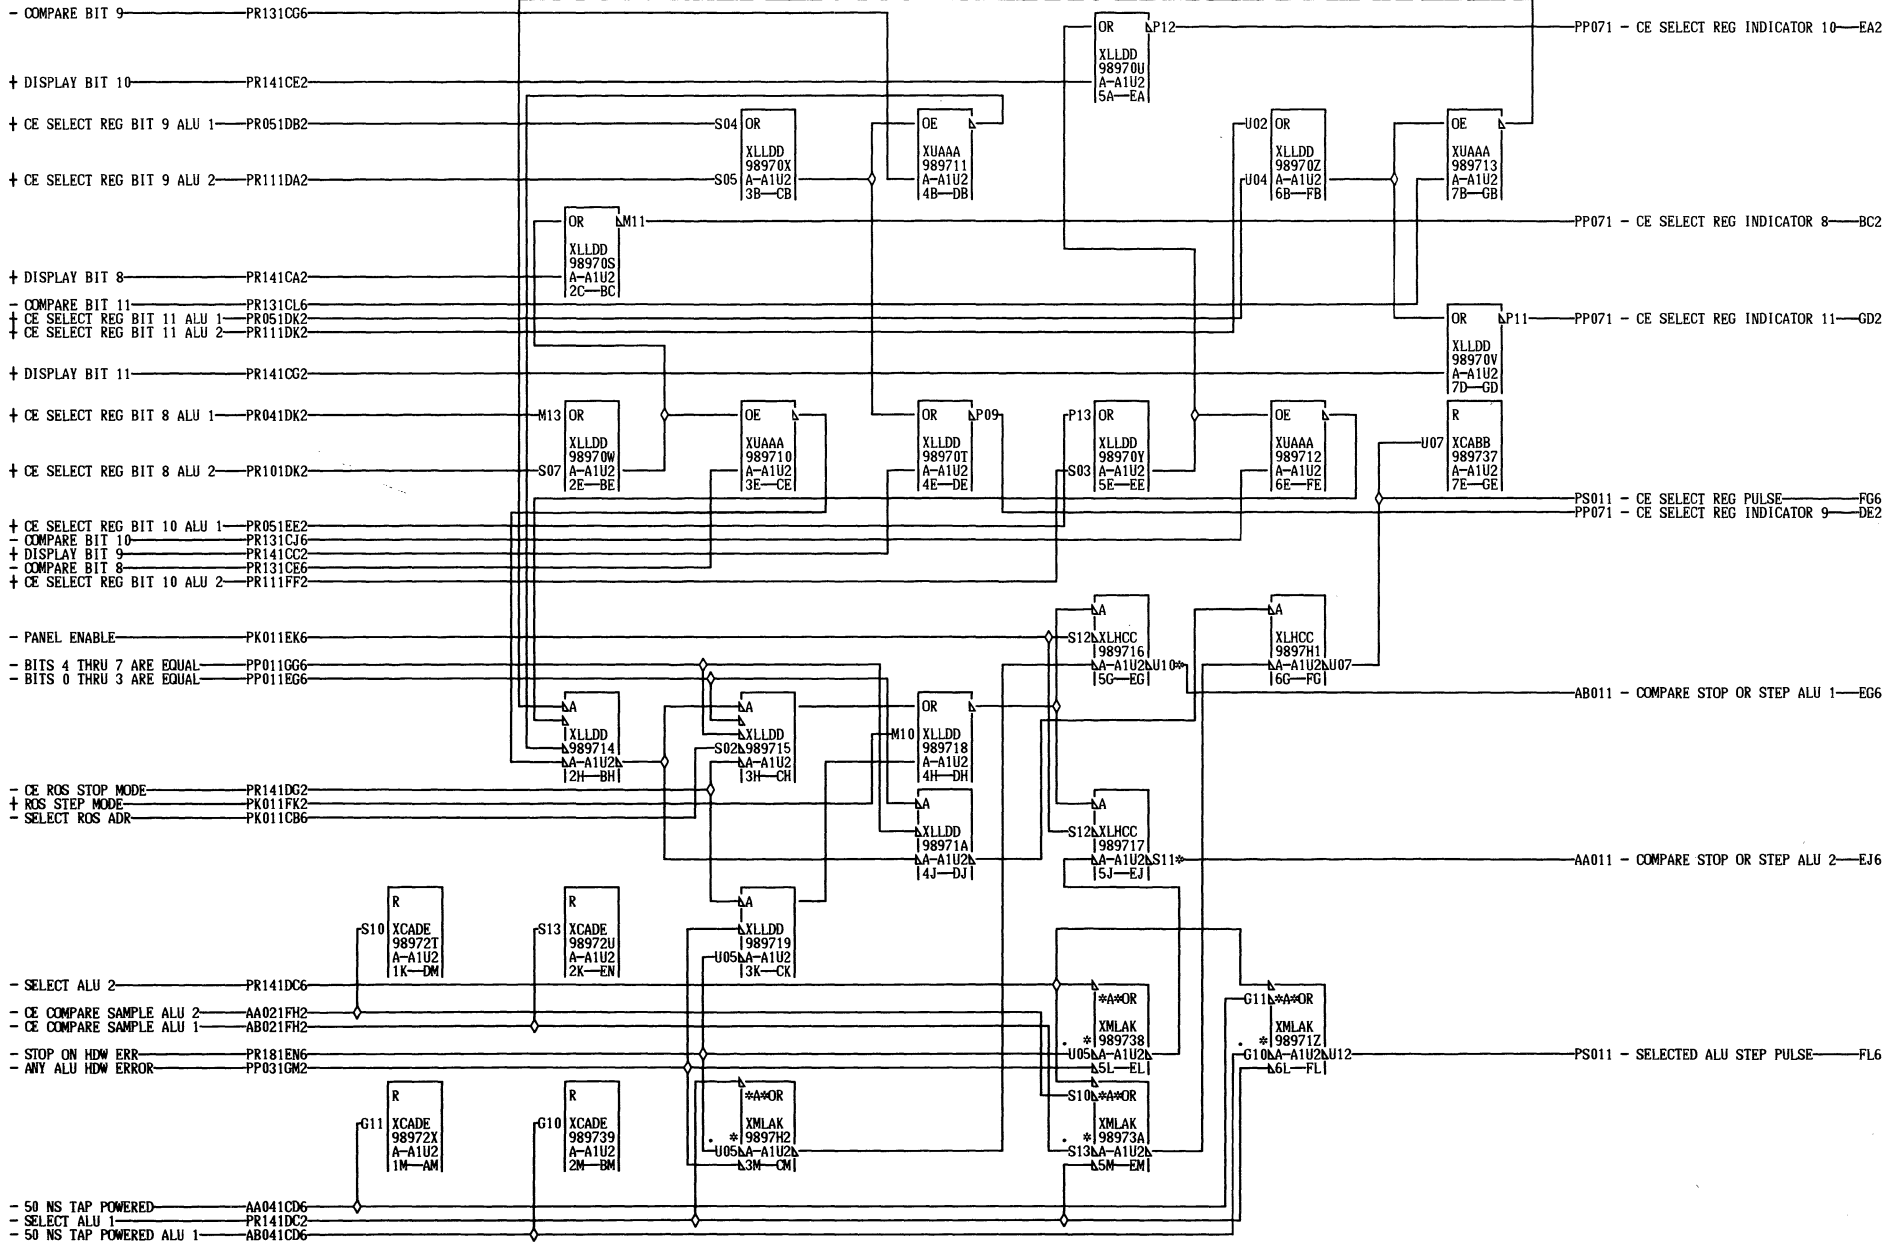 - COMPARE BIT 9 PR131CG6
OR P12 PP071 - CE SELECT REG INDICATOR 10 EA2
XLLDD
98970U
+ DISPLAY BIT 10 PR141CE2 A-A1U2
5A EA
+ CE SELECT REG BIT 9 ALU 1 PR051DB2 S04 OR OE U02 OR OE
XLLDD XUAAA XLLDD XUAAA
98970X 989711 98970Z 989713
+ CE SELECT REG BIT 9 ALU 2 PR111DA2 S05 A-A1U2 A-A1U2 U04 A-A1U2 A-A1U2
3B CB 4B DB 6B FB 7B GB
OR M11 PP071 - CE SELECT REG INDICATOR 8 BC2
XLLDD
98970S
+ DISPLAY BIT 8 PR141CA2 A-A1U2
2C BC
- COMPARE BIT 11 PR131CL6
+ CE SELECT REG BIT 11 ALU 1 PR051DK2 OR P11 PP071 - CE SELECT REG INDICATOR 11 GD2
+ CE SELECT REG BIT 11 ALU 2 PR111DK2
XLLDD
98970V
+ DISPLAY BIT 11 PR141CG2 A-A1U2
7D GD
+ CE SELECT REG BIT 8 ALU 1 PR041DK2 M13 OR OE OR P09 P13 OR OE R
XLLDD XUAAA XLLDD XLLDD XUAAA U07 XCABB
98970W 989710 98970T 98970Y 989712 989737
+ CE SELECT REG BIT 8 ALU 2 PR101DK2 S07 A-A1U2 A-A1U2 A-A1U2 S03 A-A1U2 A-A1U2 A-A1U2
2E BE 3E CE 4E DE 5E EE 6E FE 7E GE
PS011 - CE SELECT REG PULSE FG6
PP071 - CE SELECT REG INDICATOR 9 DE2
+ CE SELECT REG BIT 10 ALU 1 PR051EE2
- COMPARE BIT 10 PR131CJ6
+ DISPLAY BIT 9 PR141CC2
- COMPARE BIT 8 PR131CE6
+ CE SELECT REG BIT 10 ALU 2 PR111FF2
A A
- PANEL ENABLE PK011EK6 S12 XLHCC XLHCC
989716 9897H1
- BITS 4 THRU 7 ARE EQUAL PP011GG6 A-A1U2 U10* A-A1U2 U07
- BITS 0 THRU 3 ARE EQUAL PP011EG6 5G EG 6G FG
AB011 - COMPARE STOP OR STEP ALU 1 EG6
A A OR
XLLDD XLLDD M10 XLLDD
989714 S02 989715 989718
A-A1U2 A-A1U2 A-A1U2
2H BH 3H CH 4H DH
- CE ROS STOP MODE PR141DG2
+ ROS STEP MODE PK011FK2 A A
- SELECT ROS ADR PK011CB6
XLLDD S12 XLHCC
98971A 989717
A-A1U2 A-A1U2 S11* AA011 - COMPARE STOP OR STEP ALU 2 EJ6
4J DJ 5J EJ
R R A
S10 XCADE S13 XCADE XLLDD
98972T 98972U 989719
A-A1U2 A-A1U2 U05 A-A1U2
1K DM 2K EN 3K CK
- SELECT ALU 2 PR141DC6
*A*OR G11 *A*OR
- CE COMPARE SAMPLE ALU 2 AA021FH2
- CE COMPARE SAMPLE ALU 1 AB021FH2 XMLAK XMLAK
. * 989738 . * 98971Z
- STOP ON HDW ERR PR181EN6 U05 A-A1U2 G10 A-A1U2 U12 PS011 - SELECTED ALU STEP PULSE FL6
- ANY ALU HDW ERROR PP031GM2 5L EL 6L FL
R R *A*OR S10 *A*OR
G11 XCADE G10 XCADE XMLAK XMLAK
98972X 989739 . * 9897H2 . * 98973A
A-A1U2 A-A1U2 U05 A-A1U2 S13 A-A1U2
1M AM 2M BM 3M CM 5M EM
- 50 NS TAP POWERED AA041CD6
- SELECT ALU 1 PR141DC2
- 50 NS TAP POWERED ALU 1 AB041CD6